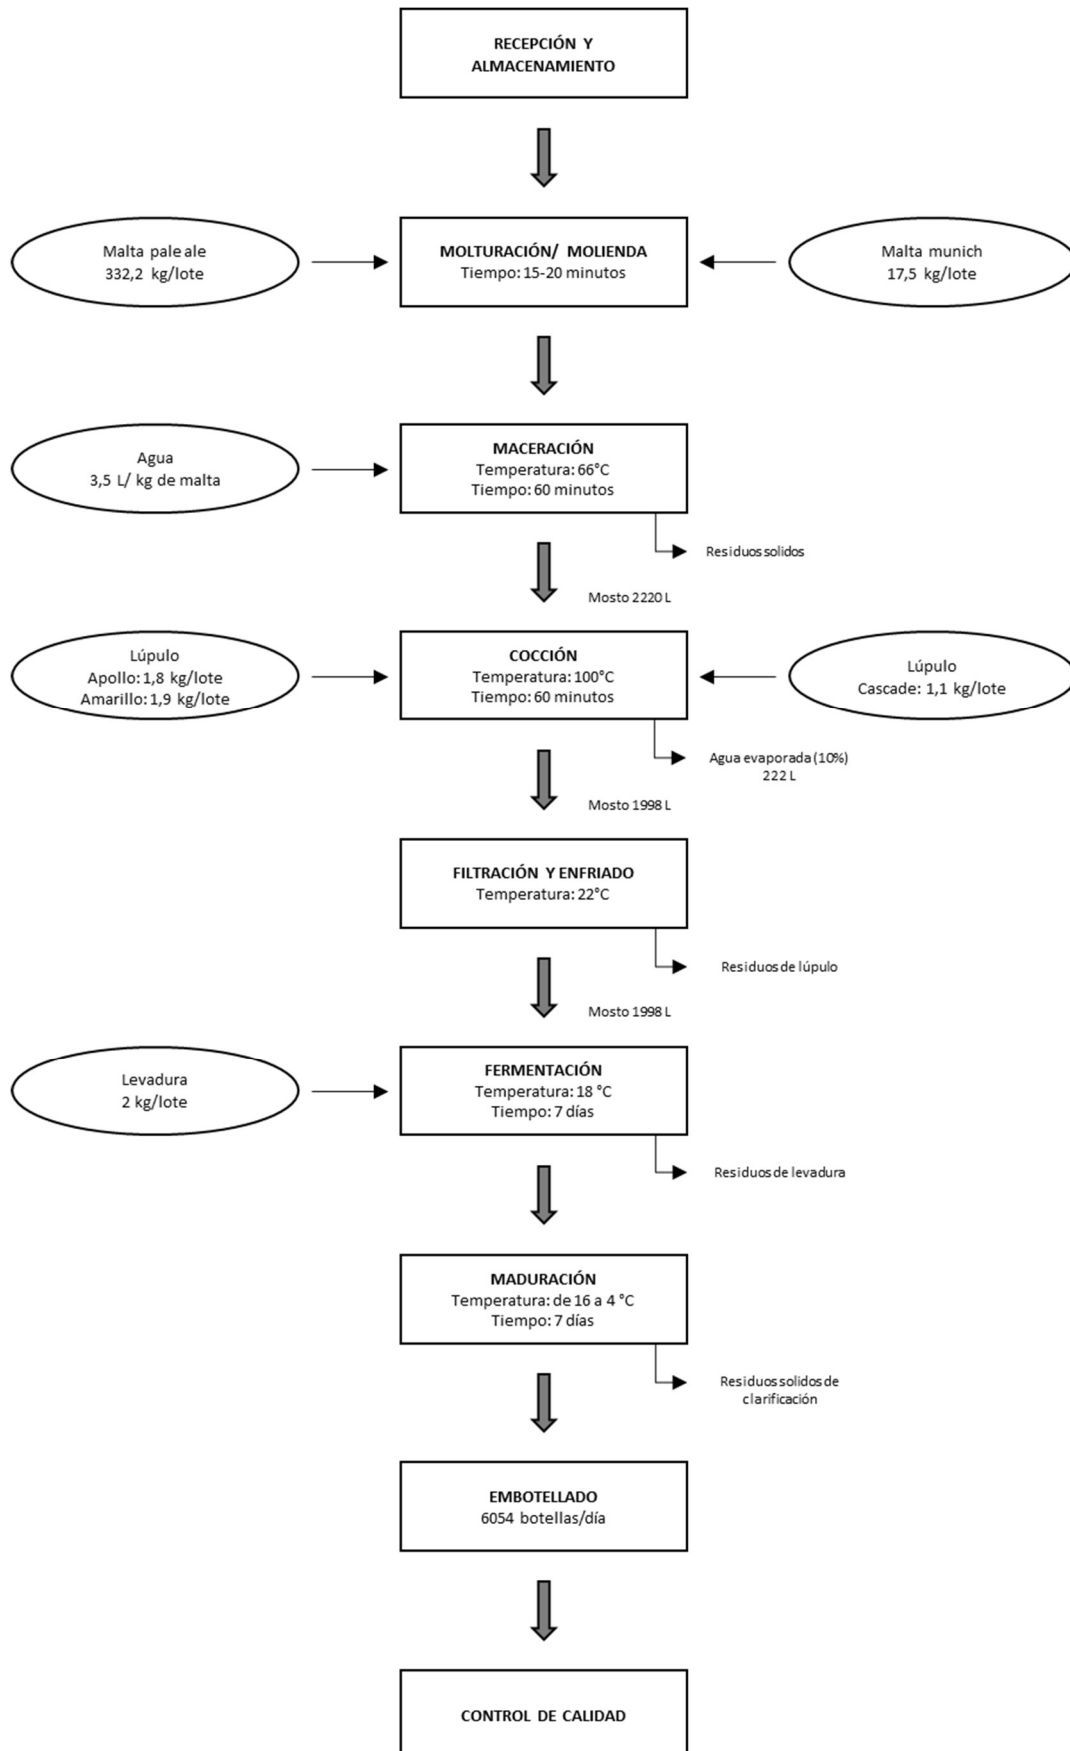 RECEPCIÓN Y
ALMACENAMIENTO
Malta pale ale
332,2 kg/lote
MOLTURACIÓN/ MOLIENDA
Tiempo: 15-20 minutos
Malta munich
17,5 kg/lote
Agua
3,5 L/ kg de malta
MACERACIÓN
Temperatura: 66°C
Tiempo: 60 minutos
Residuos solidos
Mosto 2220 L
Lúpulo
Apollo: 1,8 kg/lote
Amarillo: 1,9 kg/lote
COCCIÓN
Temperatura: 100°C
Tiempo: 60 minutos
Lúpulo
Cascade: 1,1 kg/lote
Agua evaporada (10%)
222 L
Mosto 1998 L
FILTRACIÓN Y ENFRIADO
Temperatura: 22°C
Residuos de lúpulo
Mosto 1998 L
Levadura
2 kg/lote
FERMENTACIÓN
Temperatura: 18 °C
Tiempo: 7 días
Residuos de levadura
MADURACIÓN
Temperatura: de 16 a 4 °C
Tiempo: 7 días
Residuos solidos de
clarificación
EMBOTELLADO
6054 botellas/día
CONTROL DE CALIDAD